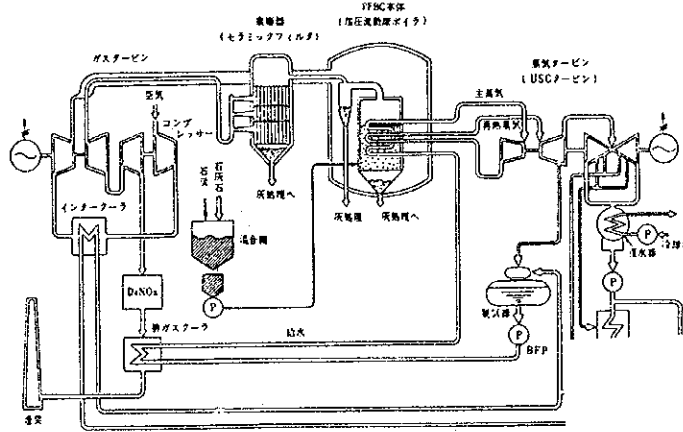 PFBC本体
(加圧流動床ボイラ)
集塵器
(セラミックフィルタ)
ガスタービン
蒸気タービン
(USCタービン)
空気
コンプ
レッサー
主蒸気
再熱蒸気
石炭
石灰石
灰処理へ
灰処理
灰処理へ
インタークーラ
混合機
P
復水器
P
冷却水
P
DeNOx
脱気器
排ガスクーラ
給水
P
BFP
煙突